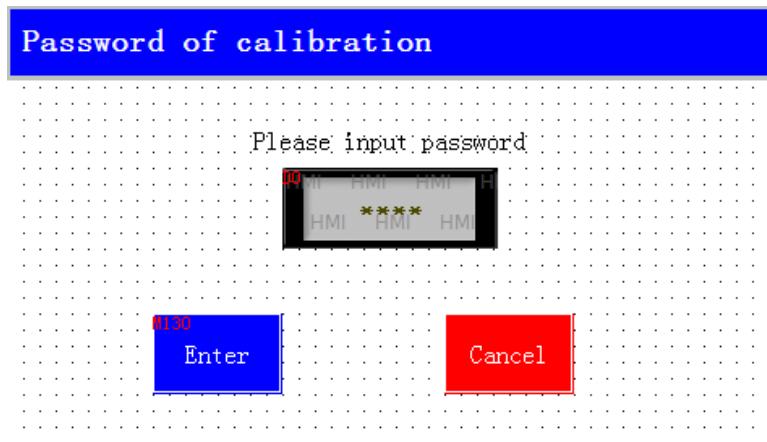 Password of calibration
Please input password
D0
HMI HMI HMI H
****
HMI HMI HMI
M130
Enter
Cancel